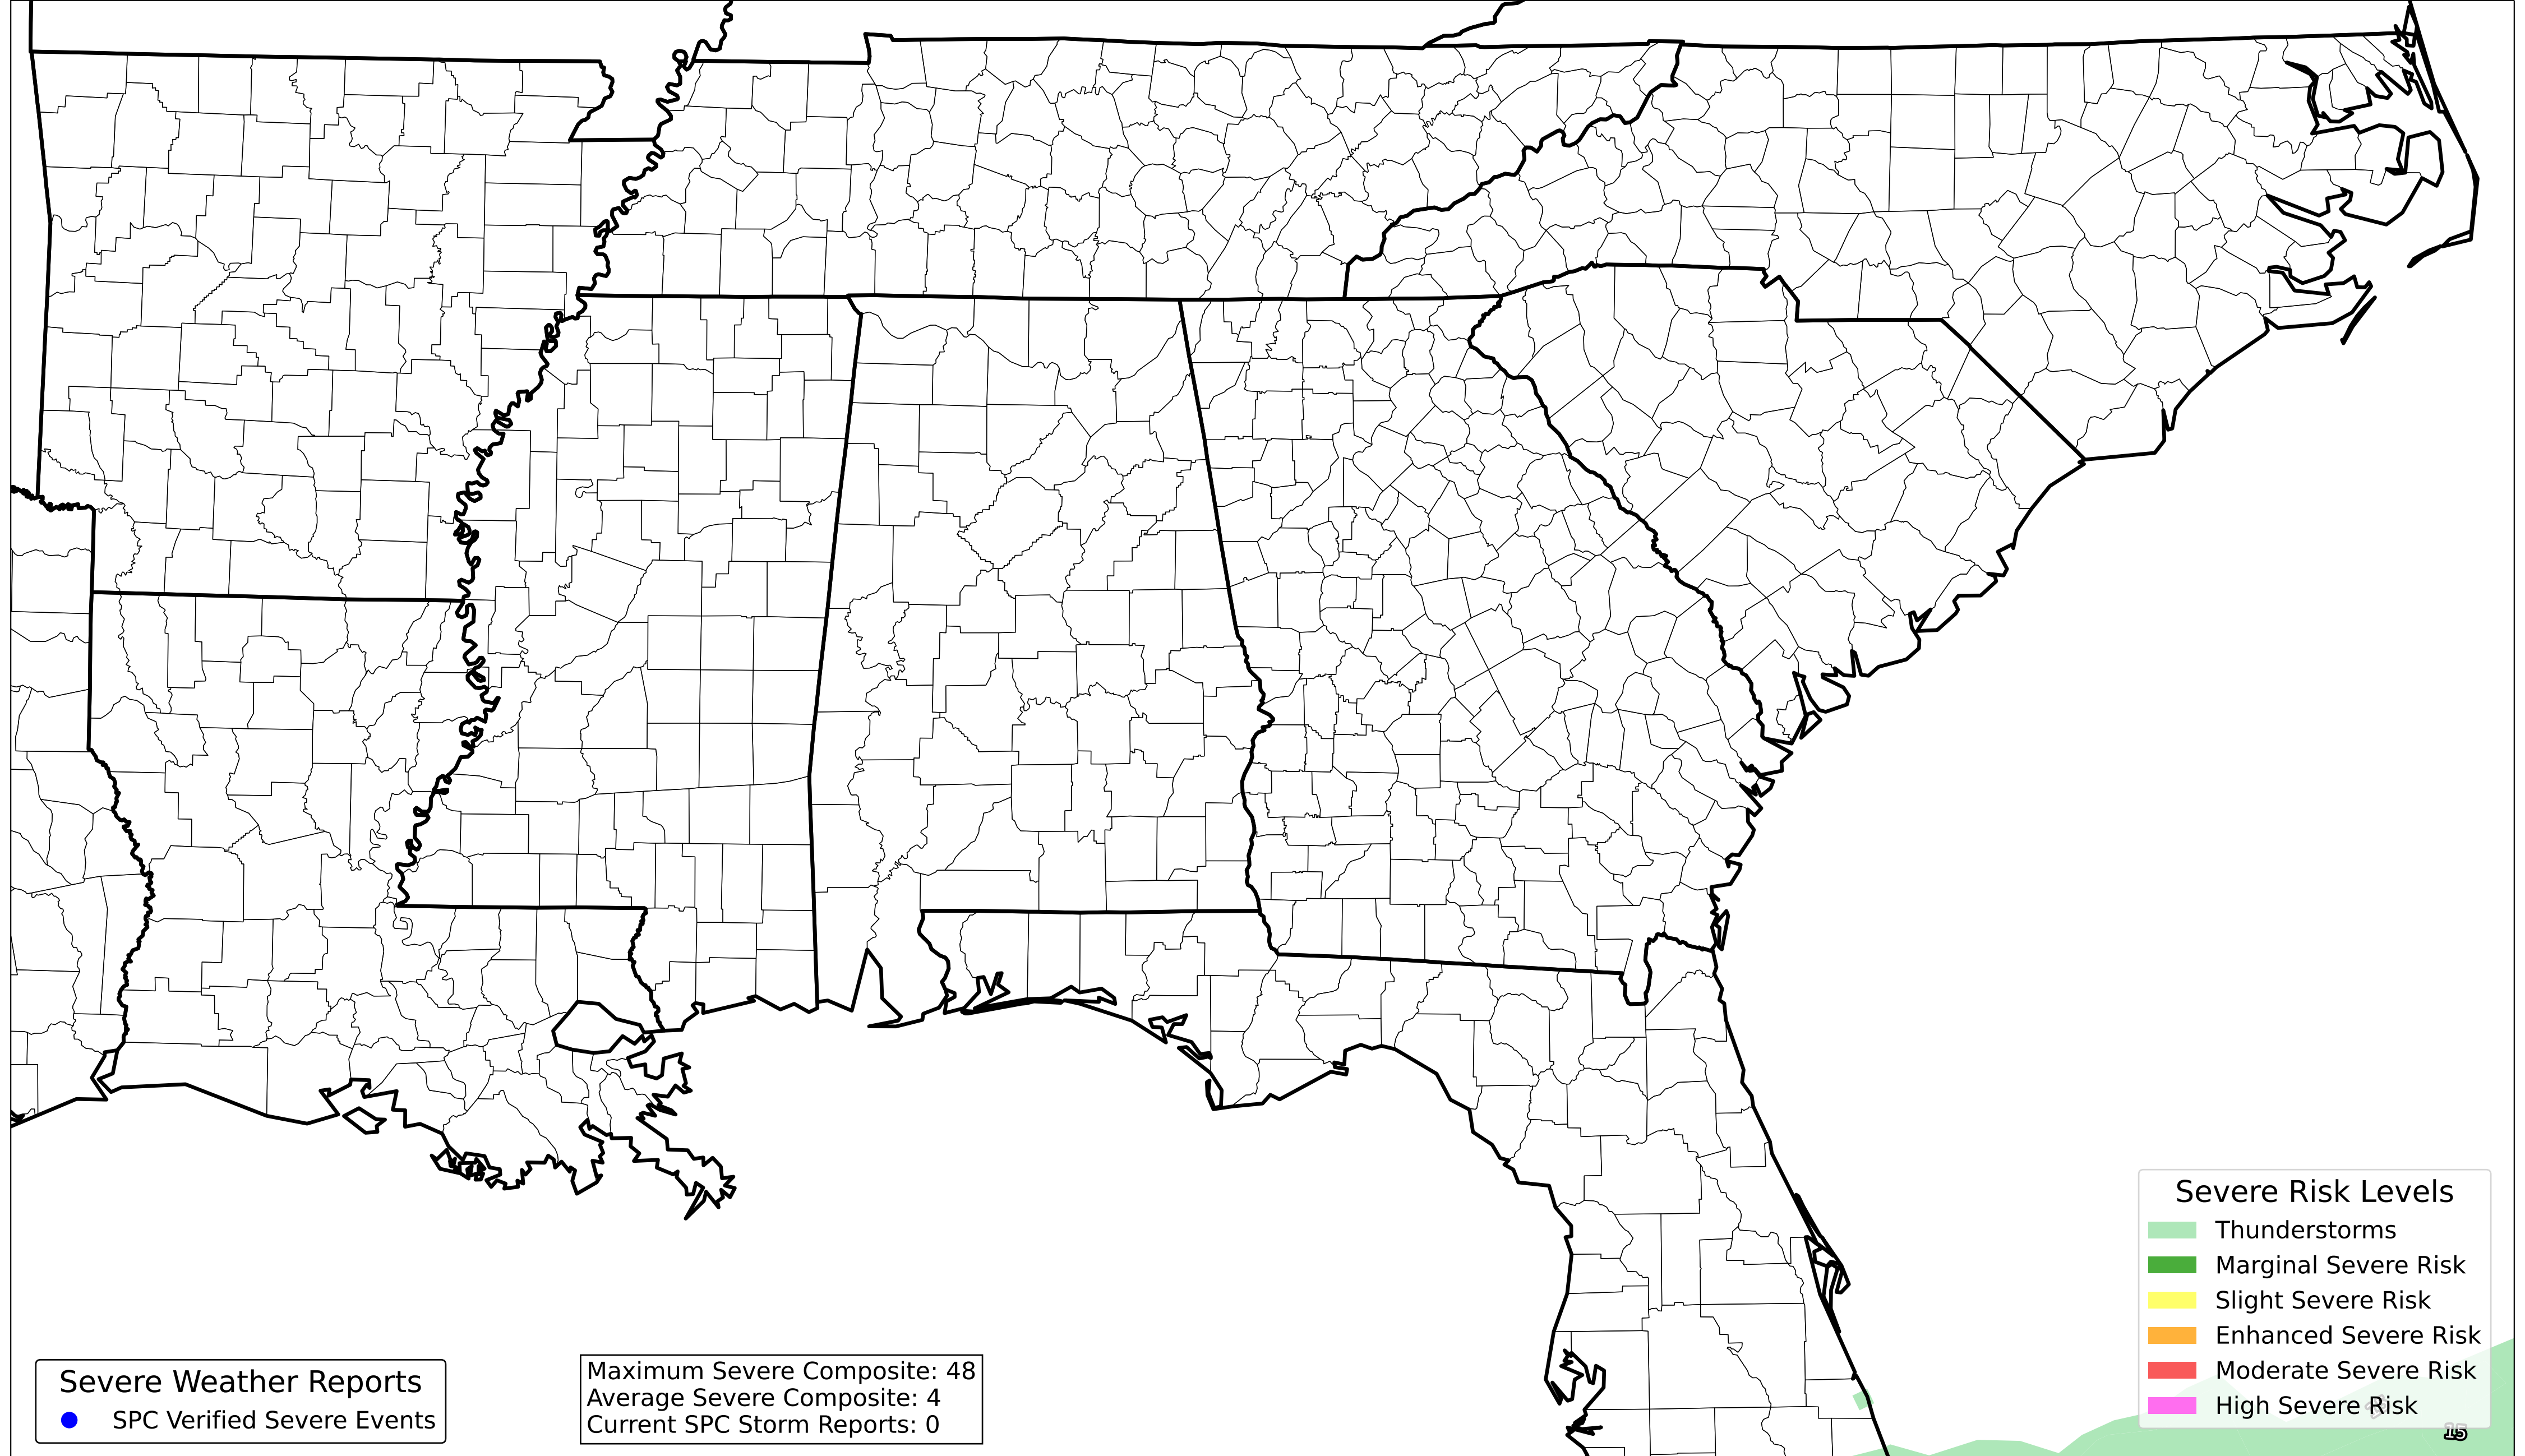 Severe Risk Levels
Thunderstorms
Marginal Severe Risk
Slight Severe Risk
Enhanced Severe Risk
Moderate Severe Risk
High Severe Risk
Severe Weather Reports
SPC Verified Severe Events
Maximum Severe Composite: 48
Average Severe Composite: 4
Current SPC Storm Reports: 0
15